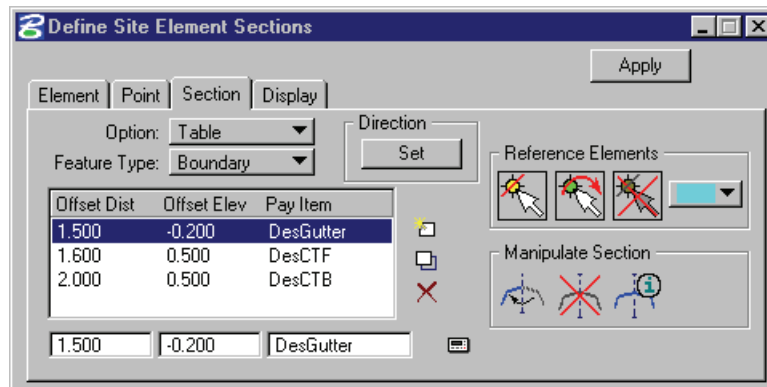 Define Site Element Sections
Apply
Element Point Section Display
Option: Table
Feature Type: Boundary
Direction
Set
Offset Dist Offset Elev Pay Item
1.500 -0.200 DesGutter
1.600 0.500 DesCTF
2.000 0.500 DesCTB
1.500 -0.200 DesGutter
Reference Elements
Manipulate Section